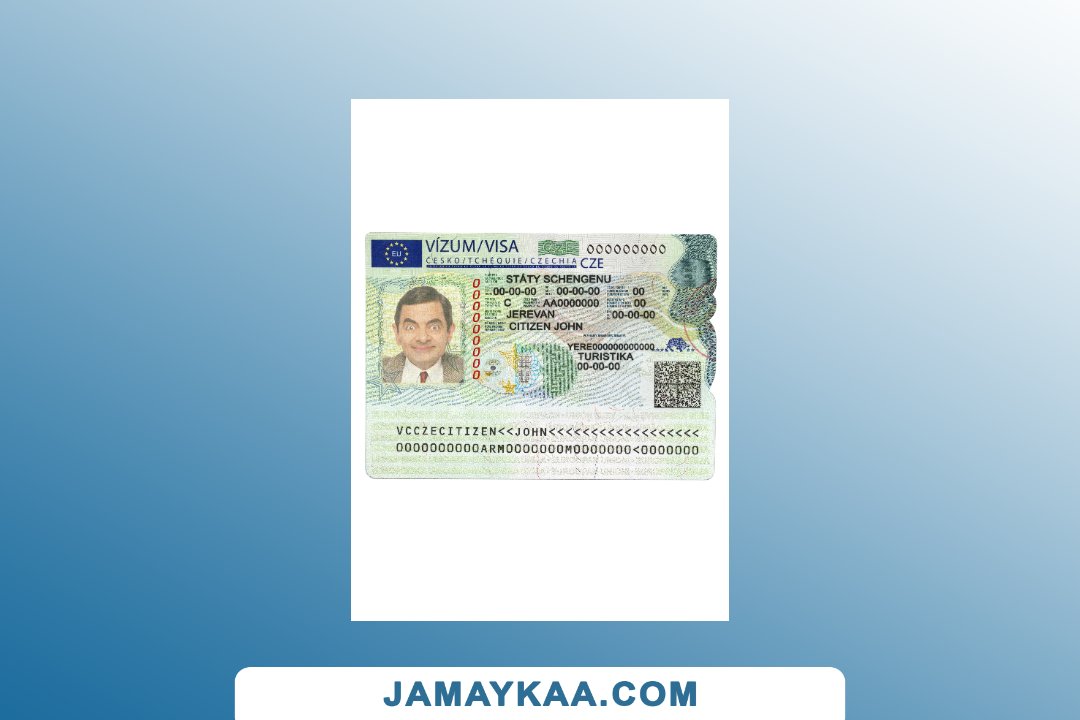 EU
VÍZUM/VISA
000000000
ČESKO/TCHÉQUIE/CZECHIA CZE
STÁTY SCHENGENU
00-00-00 00-00-00 00
C AA0000000 00
JEREVAN 00-00-00
CITIZEN JOHN
YERE000000000000
TURISTIKA
00-00-00
000000000
VCCZECITIZEN<<JOHN<<<<<<<<<<<<<<<<<<
0000000000ARM0000000M0000000<0000000
JAMAYKAA.COM